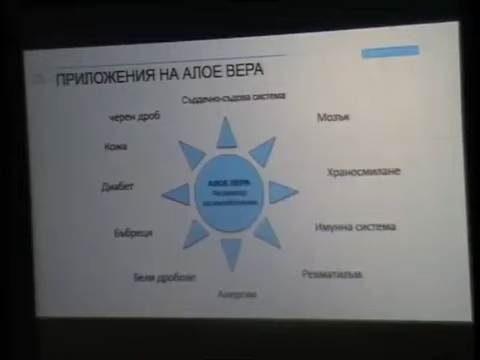 ПРИЛОЖЕНИЯ НА АЛОЕ ВЕРА
Сърдечно-съдова система
черен дроб
Мозък
Кожа
Храносмилане
Диабет
АЛОЕ ВЕРА
Имунна система
Бъбреци
Бели дробове
Ревматизъм
Алергии